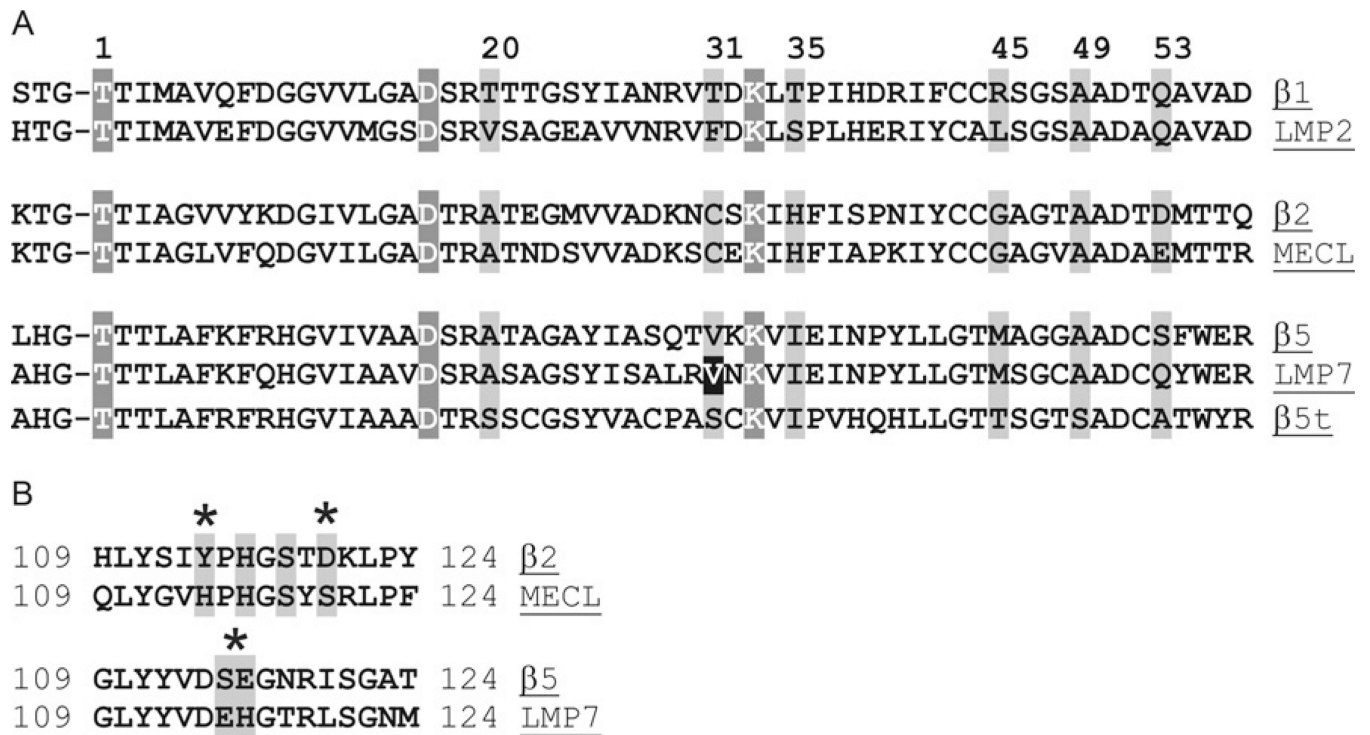 A
1 20 31 35 45 49 53
STG-TTIMAVQFDGGVVLGADSRTTTGSYIANRVTDKLTPIHDRIFCCRSGSAADTQAVAD β1
HTG-TTIMAVEFDGGVVMGSDSRVSAGEAVVNRVFDKLSPLHERIYCALSGSAADAQAVAD LMP2
KTG-TTIAGVVYKDGIVLGADTRATEGMVVADKNCSKIHFISPNIYCCGAGTAADTDMTTQ β2
KTG-TTIAGLVFQDGVILGADTRATNDSVVADKSCEKIHFIAPKIYCCGAGVAADAEMTTR MECL
LHG-TTTLAFKFRHGVIVAADSRATAGAYIASQTVKKVIEINPYLLGTMAGGAADCSFWER β5
AHG-TTTLAFKFQHGVIAAVDSRASAGSYISALRVNKVIEINPYLLGTMSGCAADCQYWER LMP7
AHG-TTTLAFRFRHGVIAAADTRSSCGSYVACPASCKVIPVHQHLLGTTSGTSADCATWYR β5t
B
* *
109 HLYSIYPHGSTDKLPY 124 β2
109 QLYGVHPHGSYSRLPF 124 MECL
*
109 GLYYVDSEGNRISGAT 124 β5
109 GLYYVDEHGTRLSGNM 124 LMP7